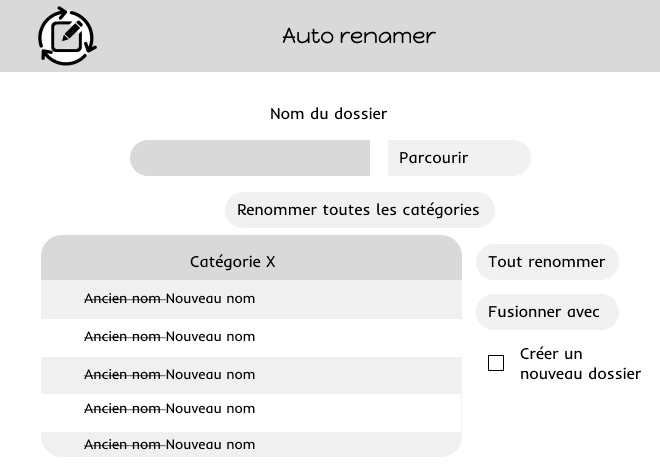 Auto renamer
Nom du dossier
Parcourir
Renommer toutes les catégories
Catégorie X
Tout renommer
Ancien nom Nouveau nom
Fusionner avec
Ancien nom Nouveau nom
Créer un
nouveau dossier
Ancien nom Nouveau nom
Ancien nom Nouveau nom
Ancien nom Nouveau nom